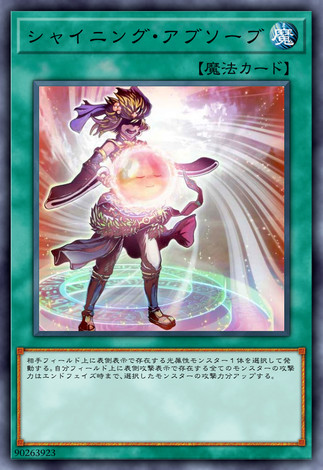 シャイニング・アブソーブ
魔
【魔法カード】
相手フィールド上に表側表示で存在する光属性モンスター１体を選択して発
動する。自分フィールド上に表側攻撃表示で存在する全てのモンスターの攻撃
力はエンドフェイズ時まで、選択したモンスターの攻撃力分アップする。
90263923